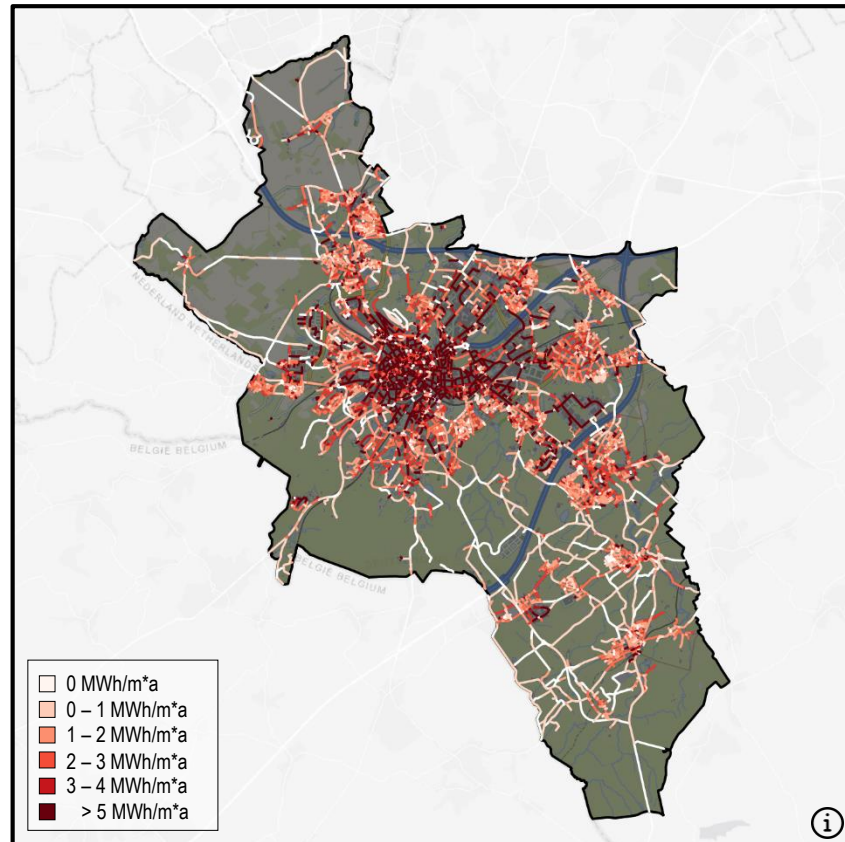 NEDERLAND NETHERLANDS
BELGIË BELGIUM
BELGIË BELGIUM
0 MWh/m*a
0 – 1 MWh/m*a
1 – 2 MWh/m*a
2 – 3 MWh/m*a
3 – 4 MWh/m*a
> 5 MWh/m*a
i